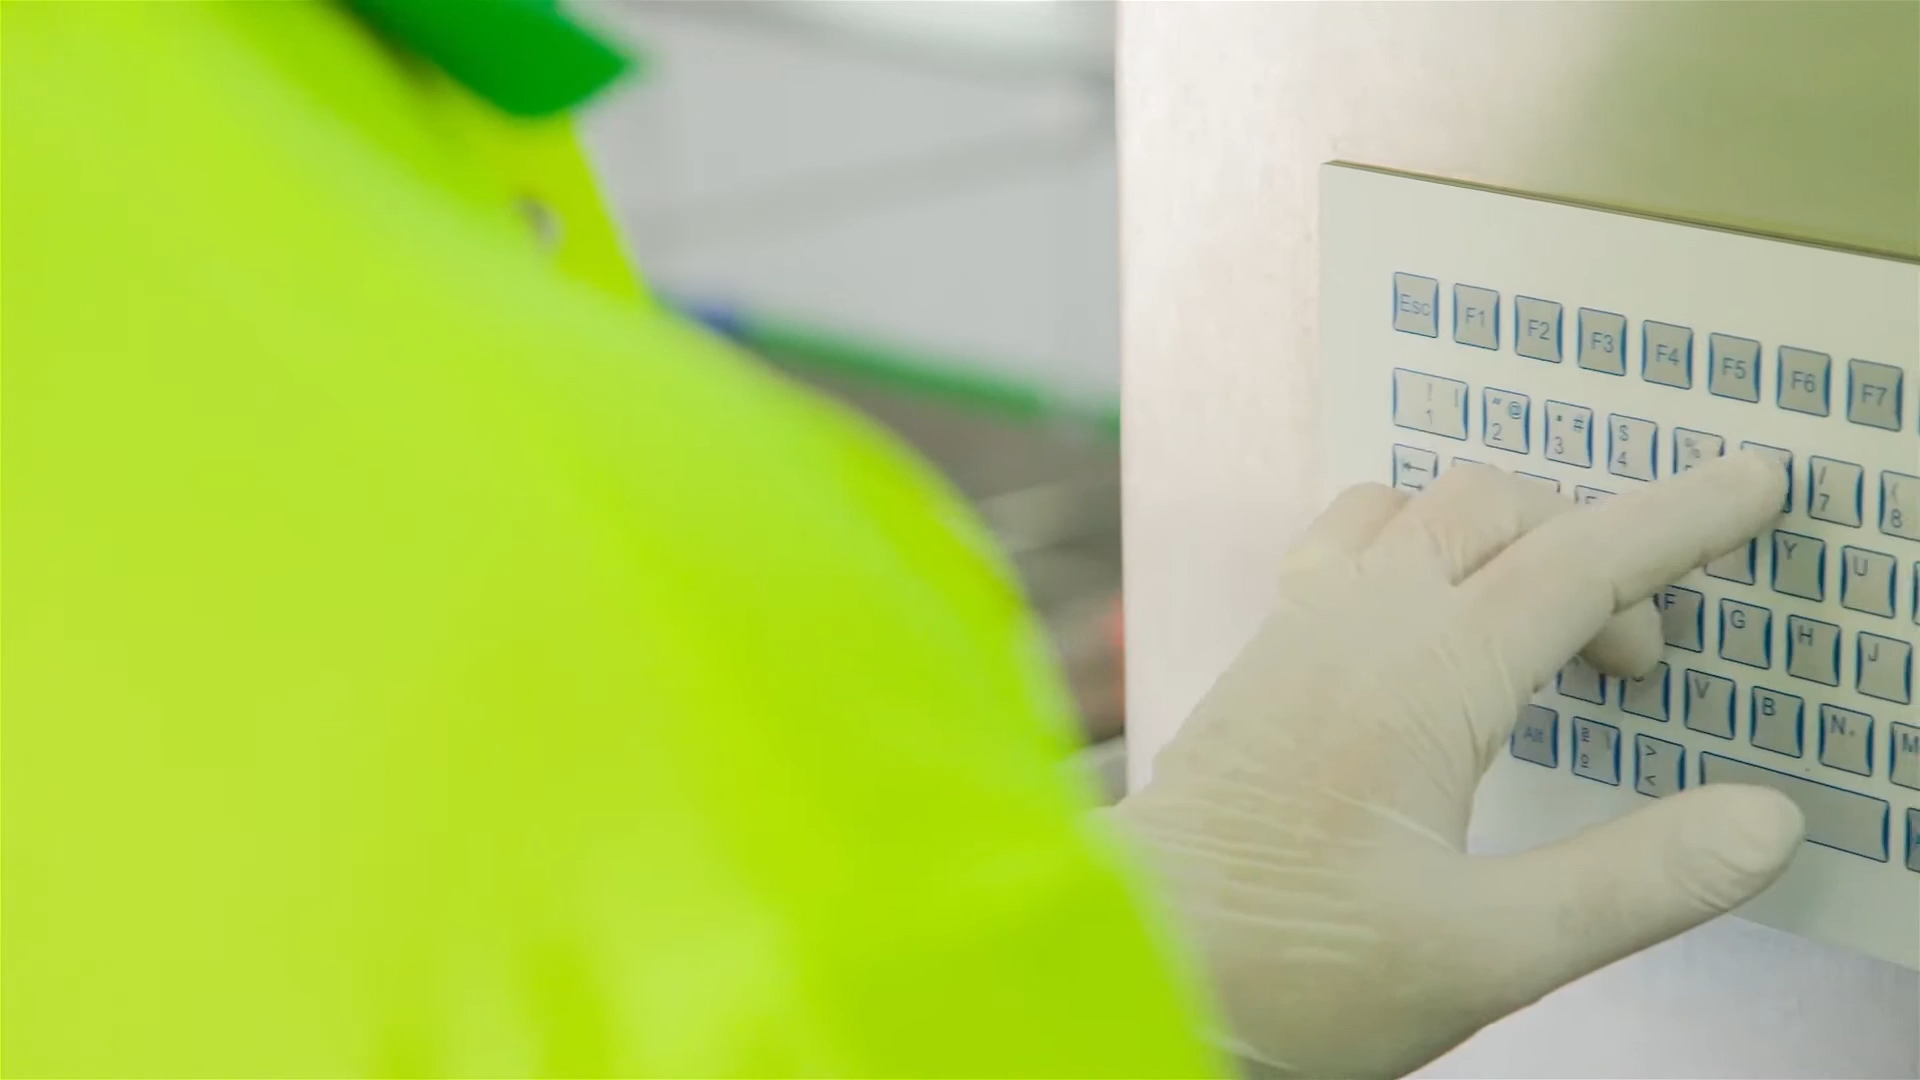 Esc F1 F2 F3 F4 F5 F6 F7
! | " @ · # $ % / (
1 2 3 4 7 8
Y U
F G H J
V B N M
Alt ª \ º > <